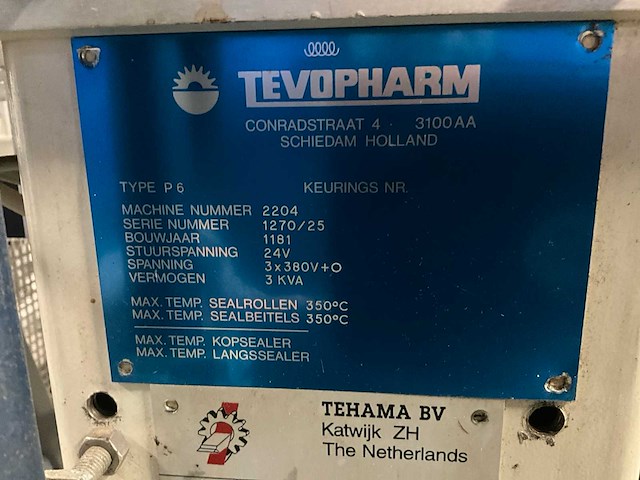 TEVOPHARM
CONRADSTRAAT 4 · 3100AA
SCHIEDAM HOLLAND
TYPE P6 KEURINGS NR.
MACHINE NUMMER 2204
SERIE NUMMER 1270/25
BOUWJAAR 1181
STUURSPANNING 24V
SPANNING 3x380V+O
VERMOGEN 3 KVA
MAX. TEMP. SEALROLLEN 350°C
MAX. TEMP. SEALBEITELS 350°C
MAX. TEMP. KOPSEALER
MAX. TEMP. LANGSSEALER
TEHAMA BV
Katwijk ZH
The Netherlands